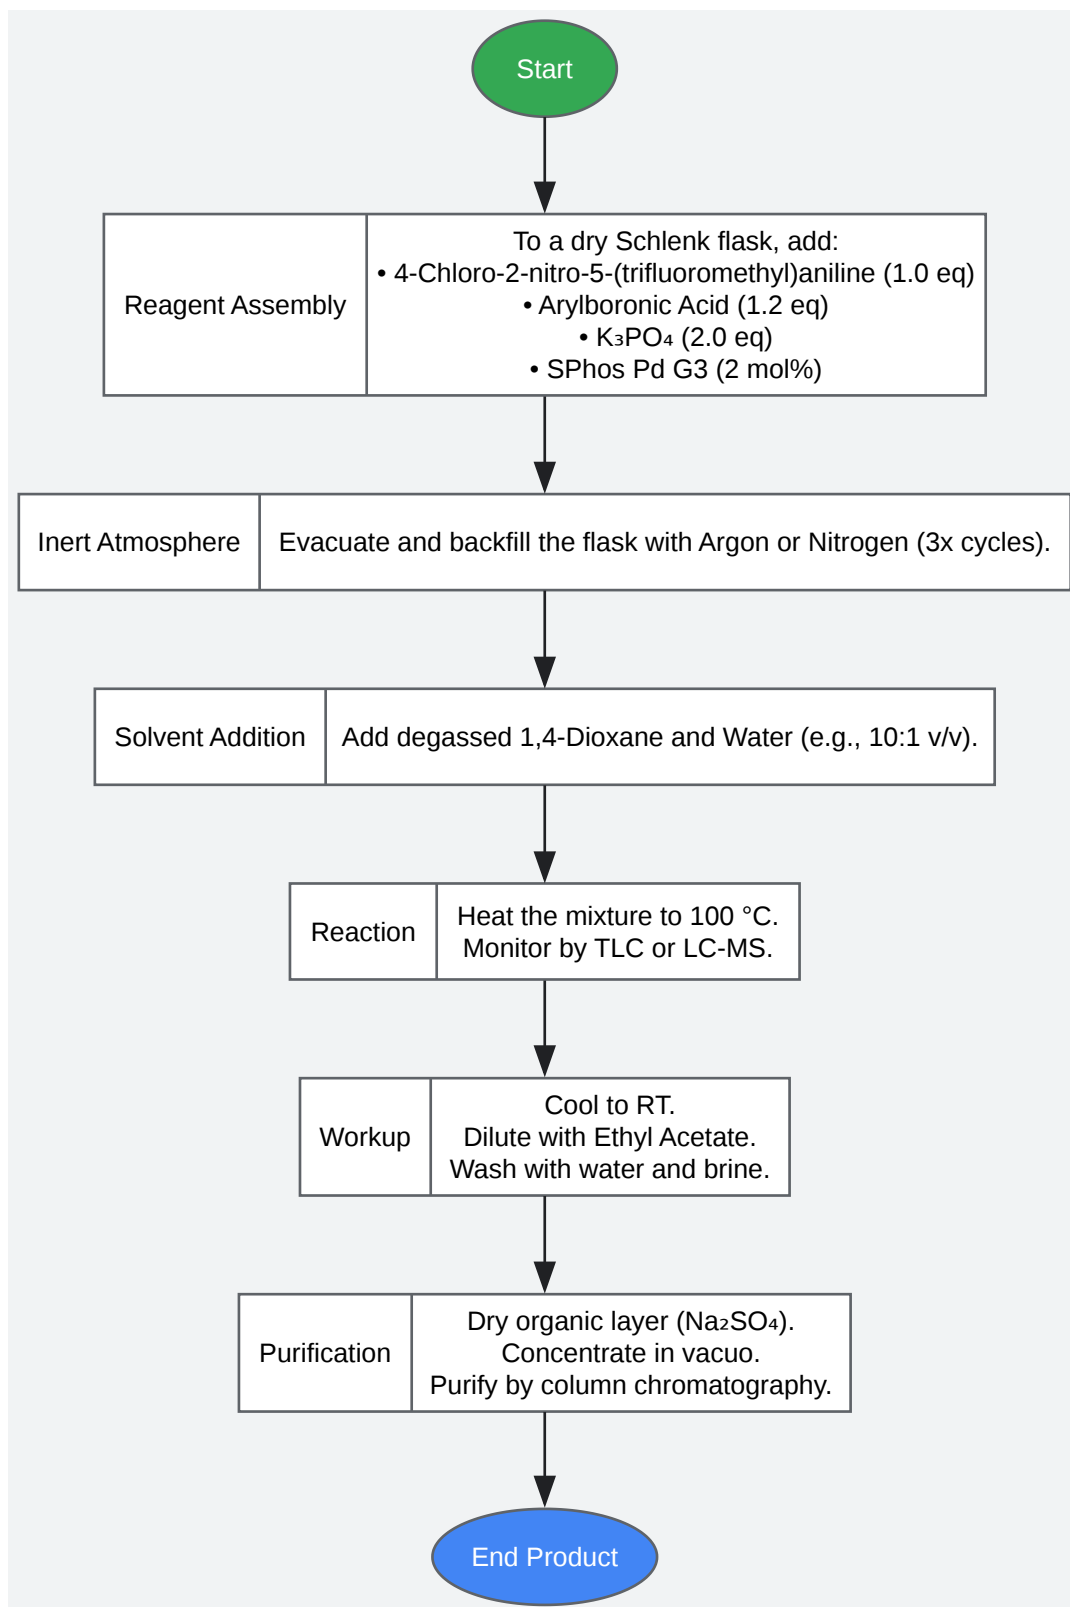 Start
Reagent Assembly
To a dry Schlenk flask, add:
• 4-Chloro-2-nitro-5-(trifluoromethyl)aniline (1.0 eq)
• Arylboronic Acid (1.2 eq)
• K₃PO₄ (2.0 eq)
• SPhos Pd G3 (2 mol%)
Inert Atmosphere
Evacuate and backfill the flask with Argon or Nitrogen (3x cycles).
Solvent Addition
Add degassed 1,4-Dioxane and Water (e.g., 10:1 v/v).
Reaction
Heat the mixture to 100 °C.
Monitor by TLC or LC-MS.
Workup
Cool to RT.
Dilute with Ethyl Acetate.
Wash with water and brine.
Purification
Dry organic layer (Na₂SO₄).
Concentrate in vacuo.
Purify by column chromatography.
End Product